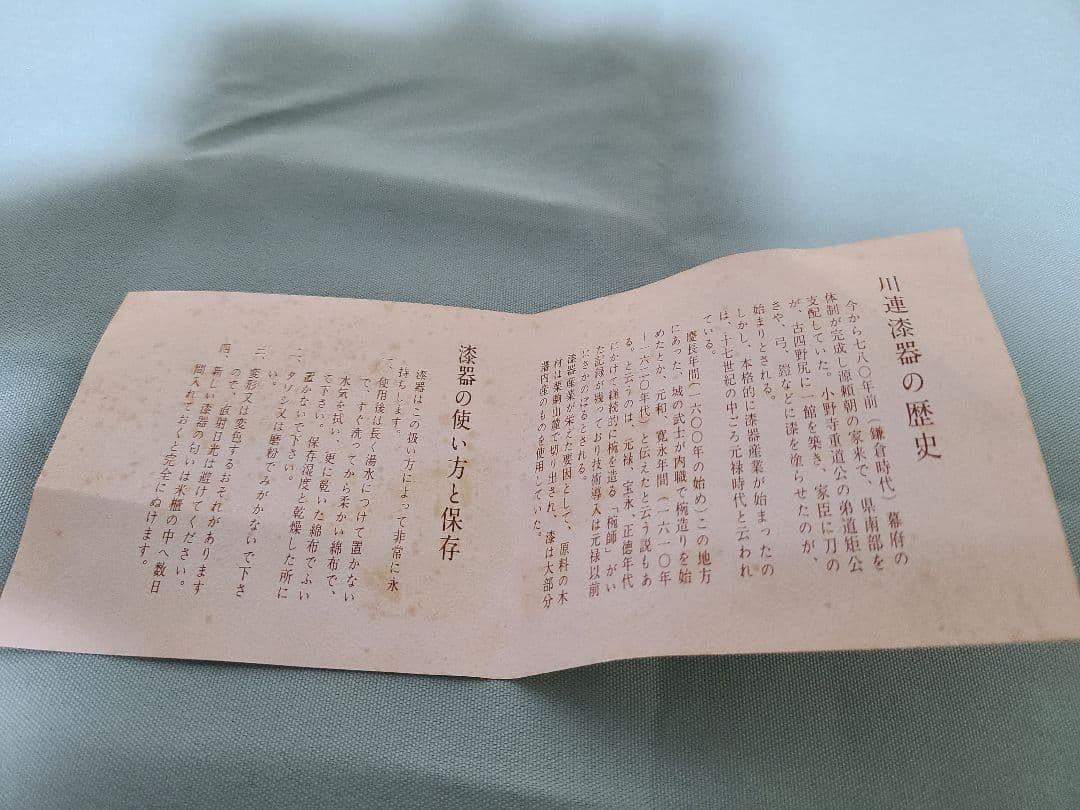 川連漆器の歴史
今から七八〇年前（鎌倉時代）幕府の
体制が完成し源頼朝の家来で、県南部を
支配していた。小野寺重道公の弟道矩公
が、古四野尻に一館を築き、家臣に刀の
さや、弓、鎧などに漆を塗らせたのが、
始まりとされる。
しかし、本格的に漆器産業が始まったの
は、十七世紀の中ごろ元禄時代と云われ
ている。
慶長年間（一六〇〇年の始め）この地方
にあった、城の武士が内職で椀造りを始
めたとか、元和、寛永年間（一六一〇年
―一六二〇年代）と伝えたと云う説もあ
る、と云うのは、元禄、宝永、正徳年代
にかけて継続的に椀を造る「椀師」がい
た記録が残っており技術導入は元禄以前
にさかのぼるとされる。
漆器産業が栄えた要因として、原料の木
材は栗駒山麓で切り出され、漆は大部分
藩内産のものを使用していた。
漆器の使い方と保存
漆器はこの扱い方によって非常に永
持ちします。
一、使用後は長く湯水につけて置かない
で、すぐ洗ってから柔かい綿布で、
水気を拭い、更に乾いた綿布でふい
て下さい。保存湿度と乾燥した所に
置かないで下さい。
二、タワシ又は磨粉でみがかないで下さ
い。
三、変形又は変色するおそれがあります
ので、直射日光は避けてください。
四、新しい漆器の匂いは米櫃の中へ数日
間入れておくと完全にぬけます。